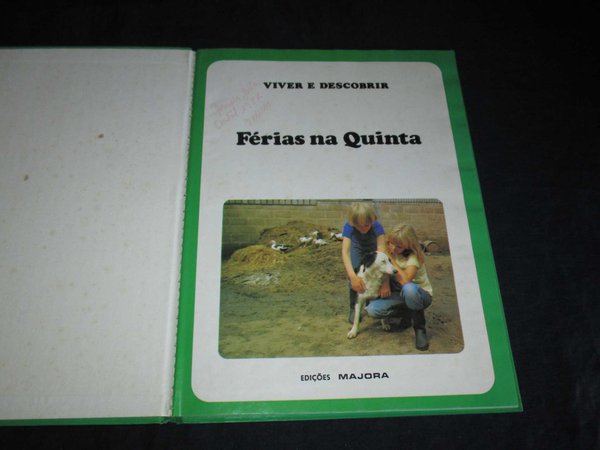 VIVER E DESCOBRIR
Férias na Quinta
EDIÇÕES MAJORA